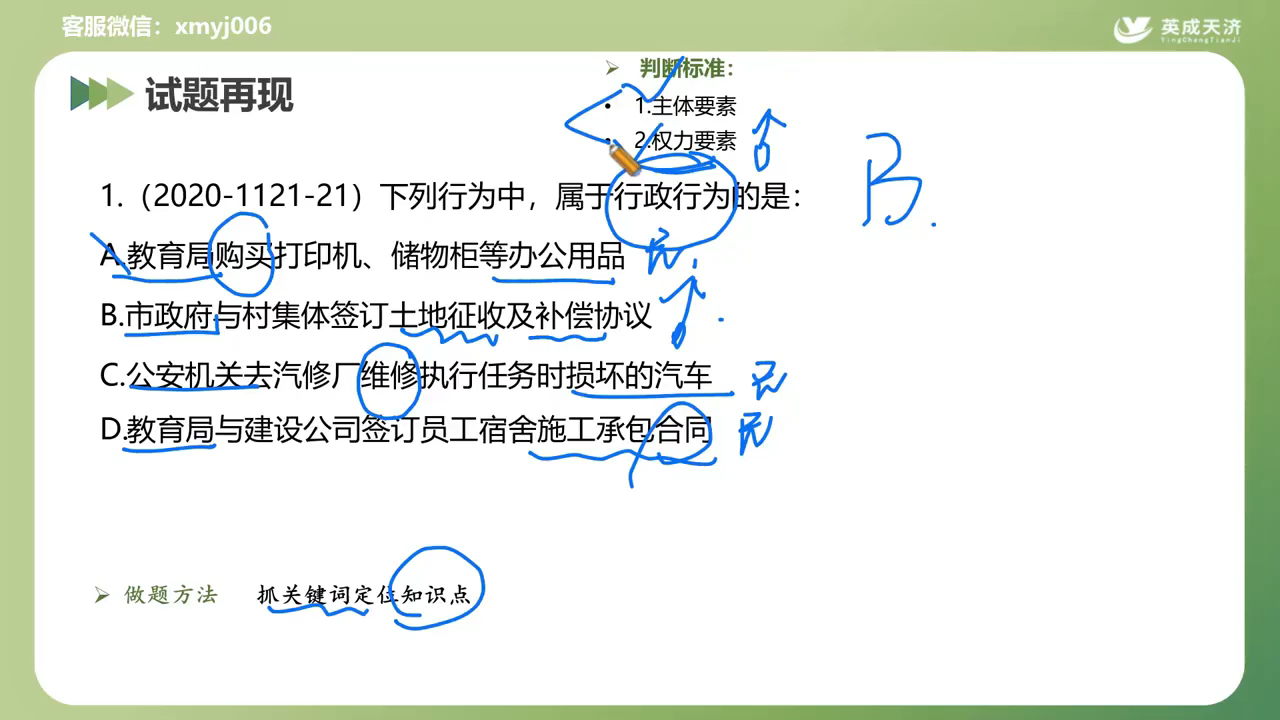 客服微信：xmyj006
英成天济
YingChengTianJi
判断标准：
试题再现
1.主体要素
2.权力要素
B.
1.（2020-1121-21）下列行为中，属于行政行为的是：
A.教育局购买打印机、储物柜等办公用品
B.市政府与村集体签订土地征收及补偿协议
C.公安机关去汽修厂维修执行任务时损坏的汽车
D.教育局与建设公司签订员工宿舍施工承包合同
做题方法 抓关键词定位知识点